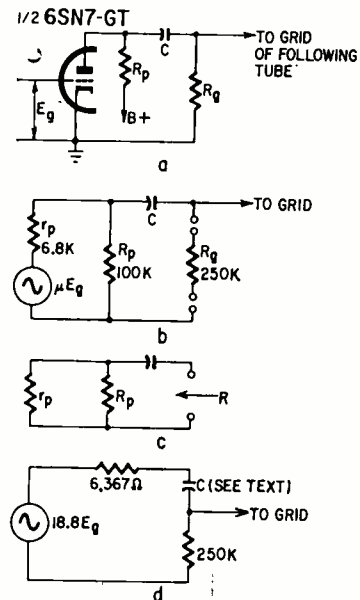 1/2 6SN7-GT
C
TO GRID
OF FOLLOWING
TUBE
Rp
Rg
Eg
B+
a
C
TO GRID
rp
6.8K
Rp
100K
Rg
250K
μEg
b
rp
Rp
R
c
6,367Ω
C (SEE TEXT)
18.8Eg
TO GRID
250K
d